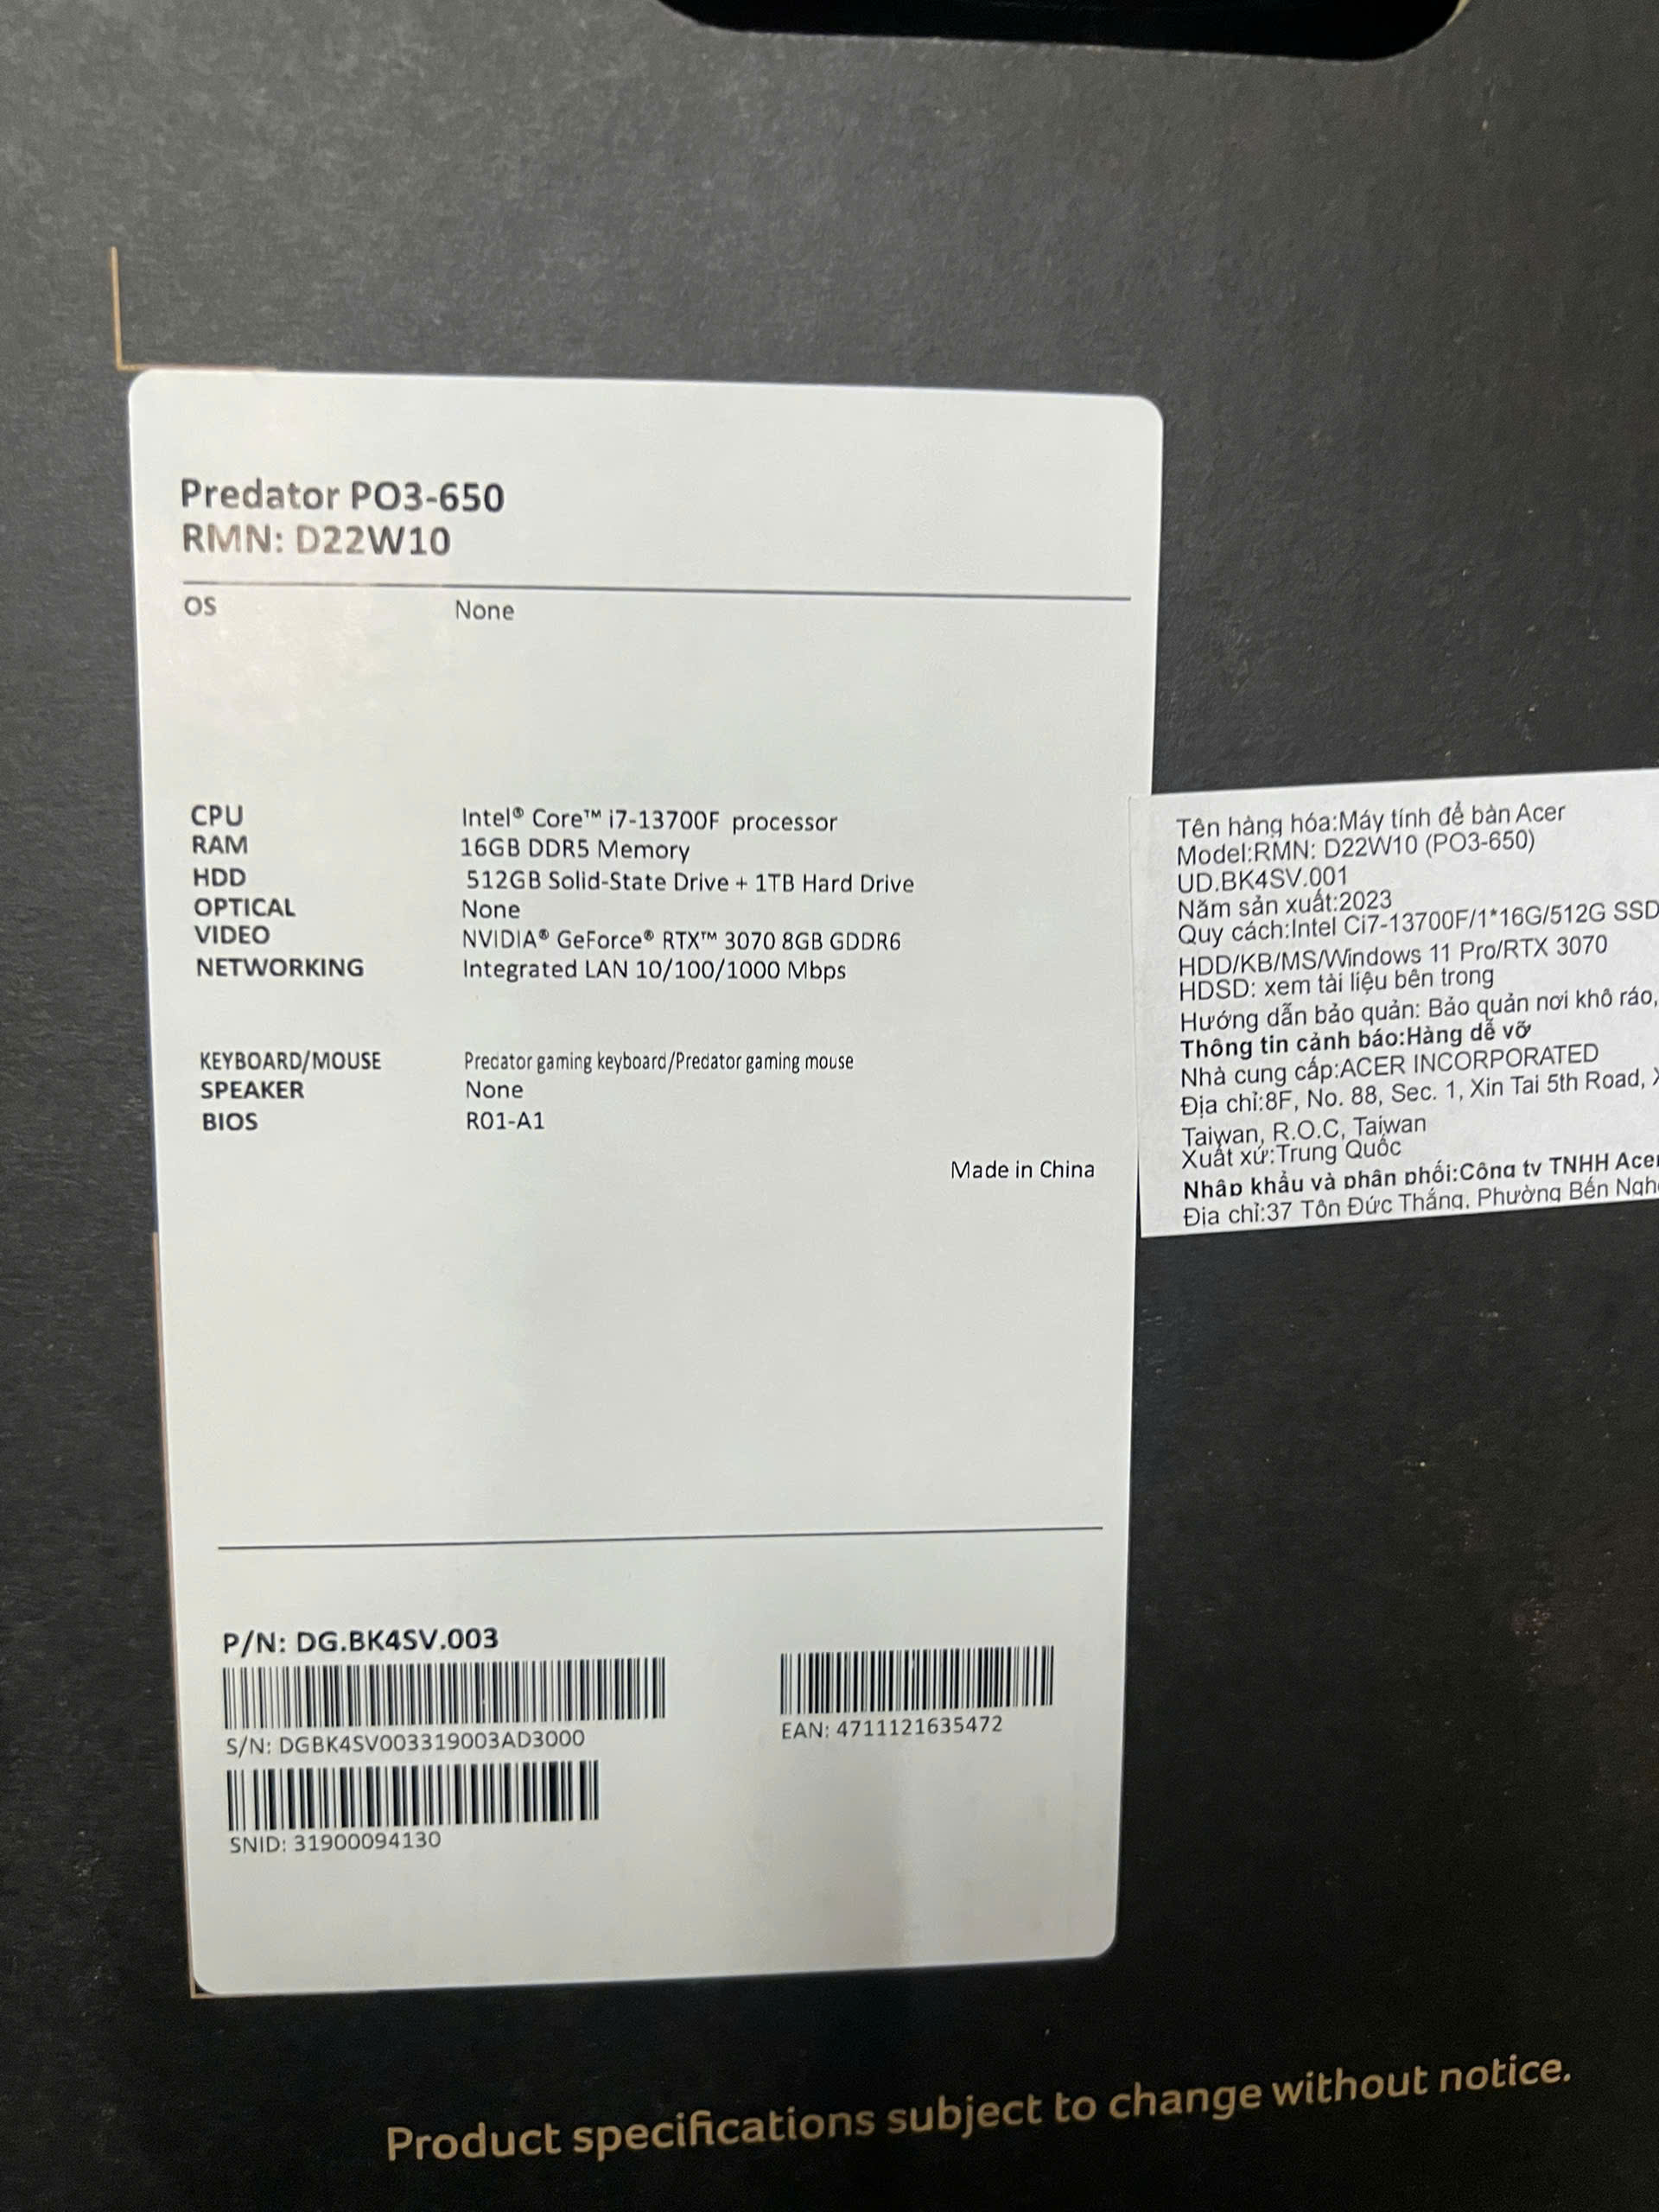 Predator PO3-650
RMN: D22W10
OS None
CPU Intel® Core™ i7-13700F processor
RAM 16GB DDR5 Memory
HDD 512GB Solid-State Drive + 1TB Hard Drive
OPTICAL None
VIDEO NVIDIA® GeForce® RTX™ 3070 8GB GDDR6
NETWORKING Integrated LAN 10/100/1000 Mbps
KEYBOARD/MOUSE Predator gaming keyboard/Predator gaming mouse
SPEAKER None
BIOS R01-A1
Made in China
P/N: DG.BK4SV.003
S/N: DGBK4SV003319003AD3000
EAN: 4711121635472
SNID: 31900094130
Tên hàng hóa:Máy tính để bàn Acer
Model:RMN: D22W10 (PO3-650)
UD.BK4SV.001
Năm sản xuất:2023
Quy cách:Intel Ci7-13700F/1*16G/512G SSD
HDD/KB/MS/Windows 11 Pro/RTX 3070
HDSD: xem tài liệu bên trong
Hướng dẫn bảo quản: Bảo quản nơi khô ráo,
Thông tin cảnh báo:Hàng dễ vỡ
Nhà cung cấp:ACER INCORPORATED
Địa chỉ:8F, No. 88, Sec. 1, Xin Tai 5th Road,
Taiwan, R.O.C, Taiwan
Xuất xứ:Trung Quốc
Nhập khẩu và phân phối:Công ty TNHH Acer
Địa chỉ:37 Tôn Đức Thắng, Phường Bến
Product specifications subject to change without notice.